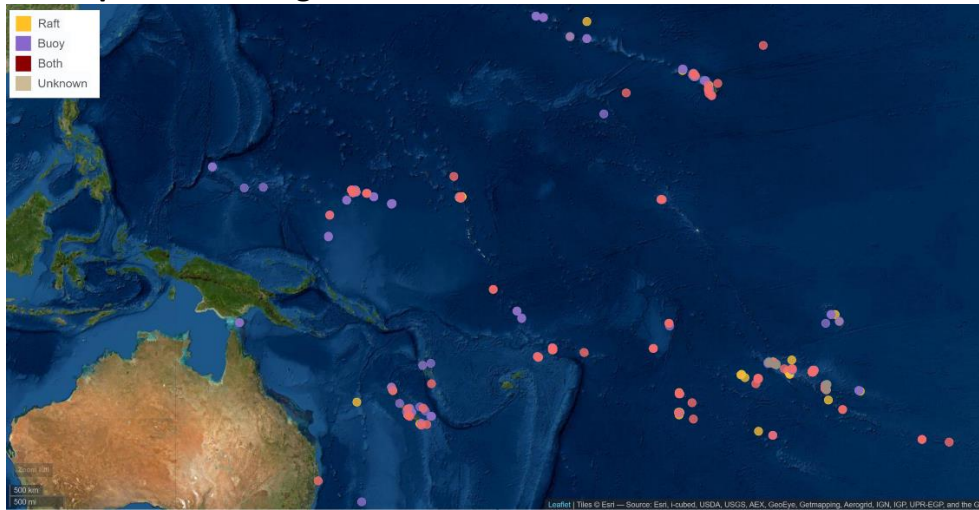 Raft
Buoy
Both
Unknown
500 km
500 mi
Leaflet | Tiles © Esri — Source: Esri, i-cubed, USDA, USGS, AEX, GeoEye, Getmapping, Aerogrid, IGN, IGP, UPR-EGP, and the G